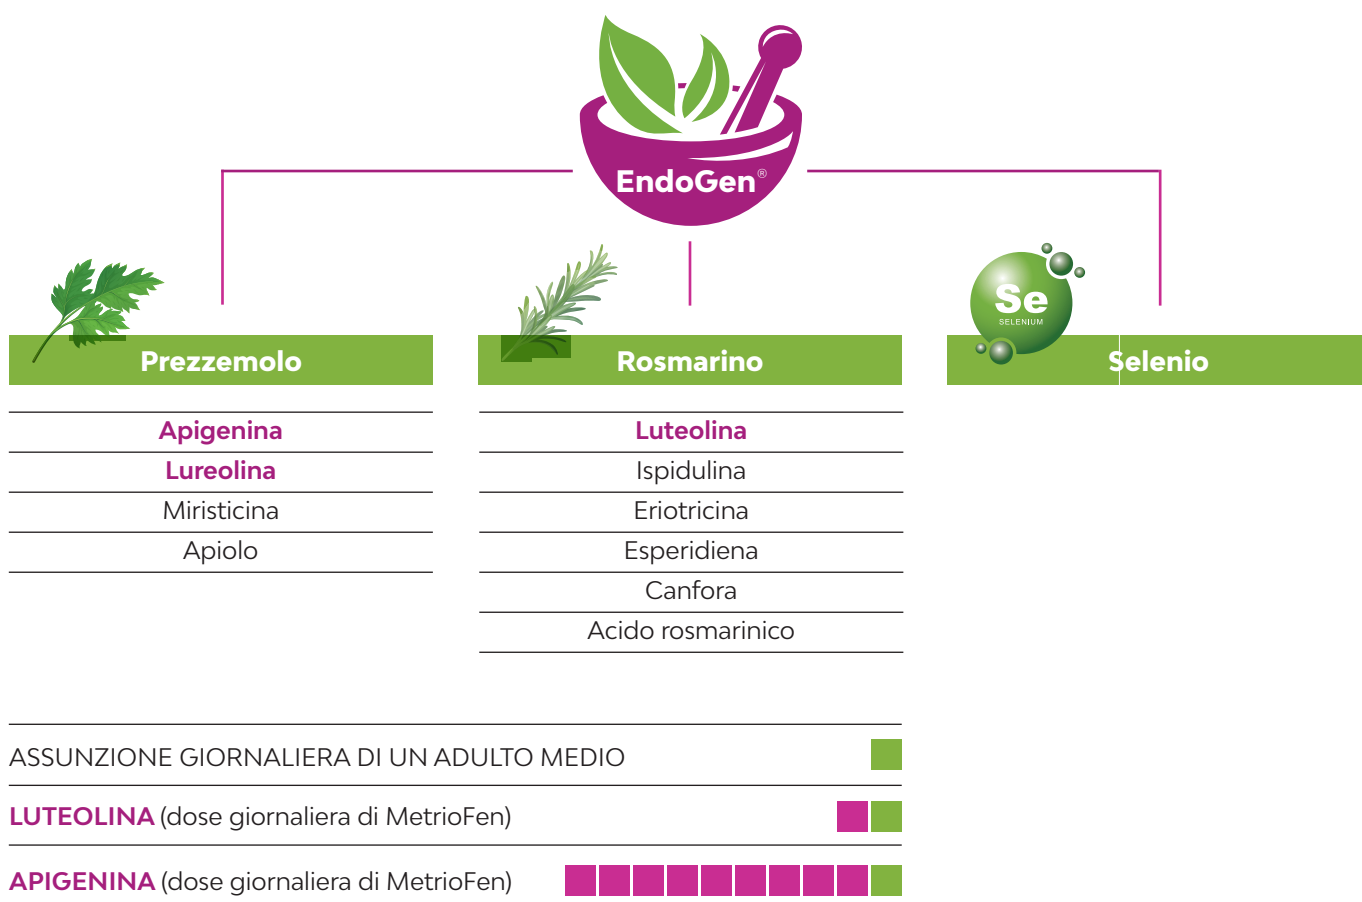 EndoGen®
Se
SELENIUM
Prezzemolo
Rosmarino
Selenio
Apigenina
Lureolina
Miristicina
Apiolo
Luteolina
Ispidulina
Eriotricina
Esperidiena
Canfora
Acido rosmarinico
ASSUNZIONE GIORNALIERA DI UN ADULTO MEDIO
LUTEOLINA (dose giornaliera di MetrioFen)
APIGENINA (dose giornaliera di MetrioFen)